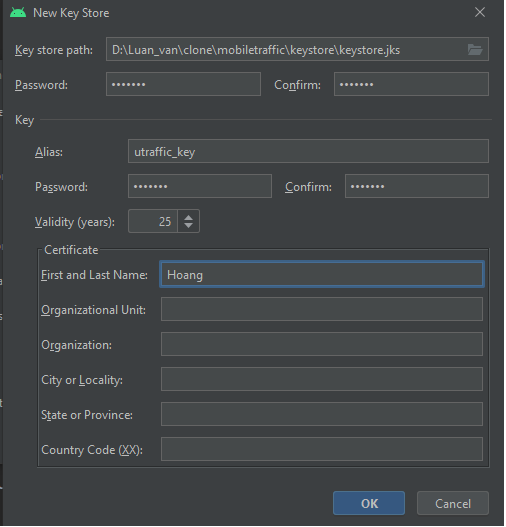 New Key Store
Key store path: D:\Luan_van\clone\mobiletraffic\keystore\keystore.jks
Password: ••••••• Confirm: •••••••
Key
Alias: utraffic_key
Password: ••••••• Confirm: •••••••
Validity (years): 25
Certificate
First and Last Name: Hoang
Organizational Unit:
Organization:
City or Locality:
State or Province:
Country Code (XX):
OK Cancel